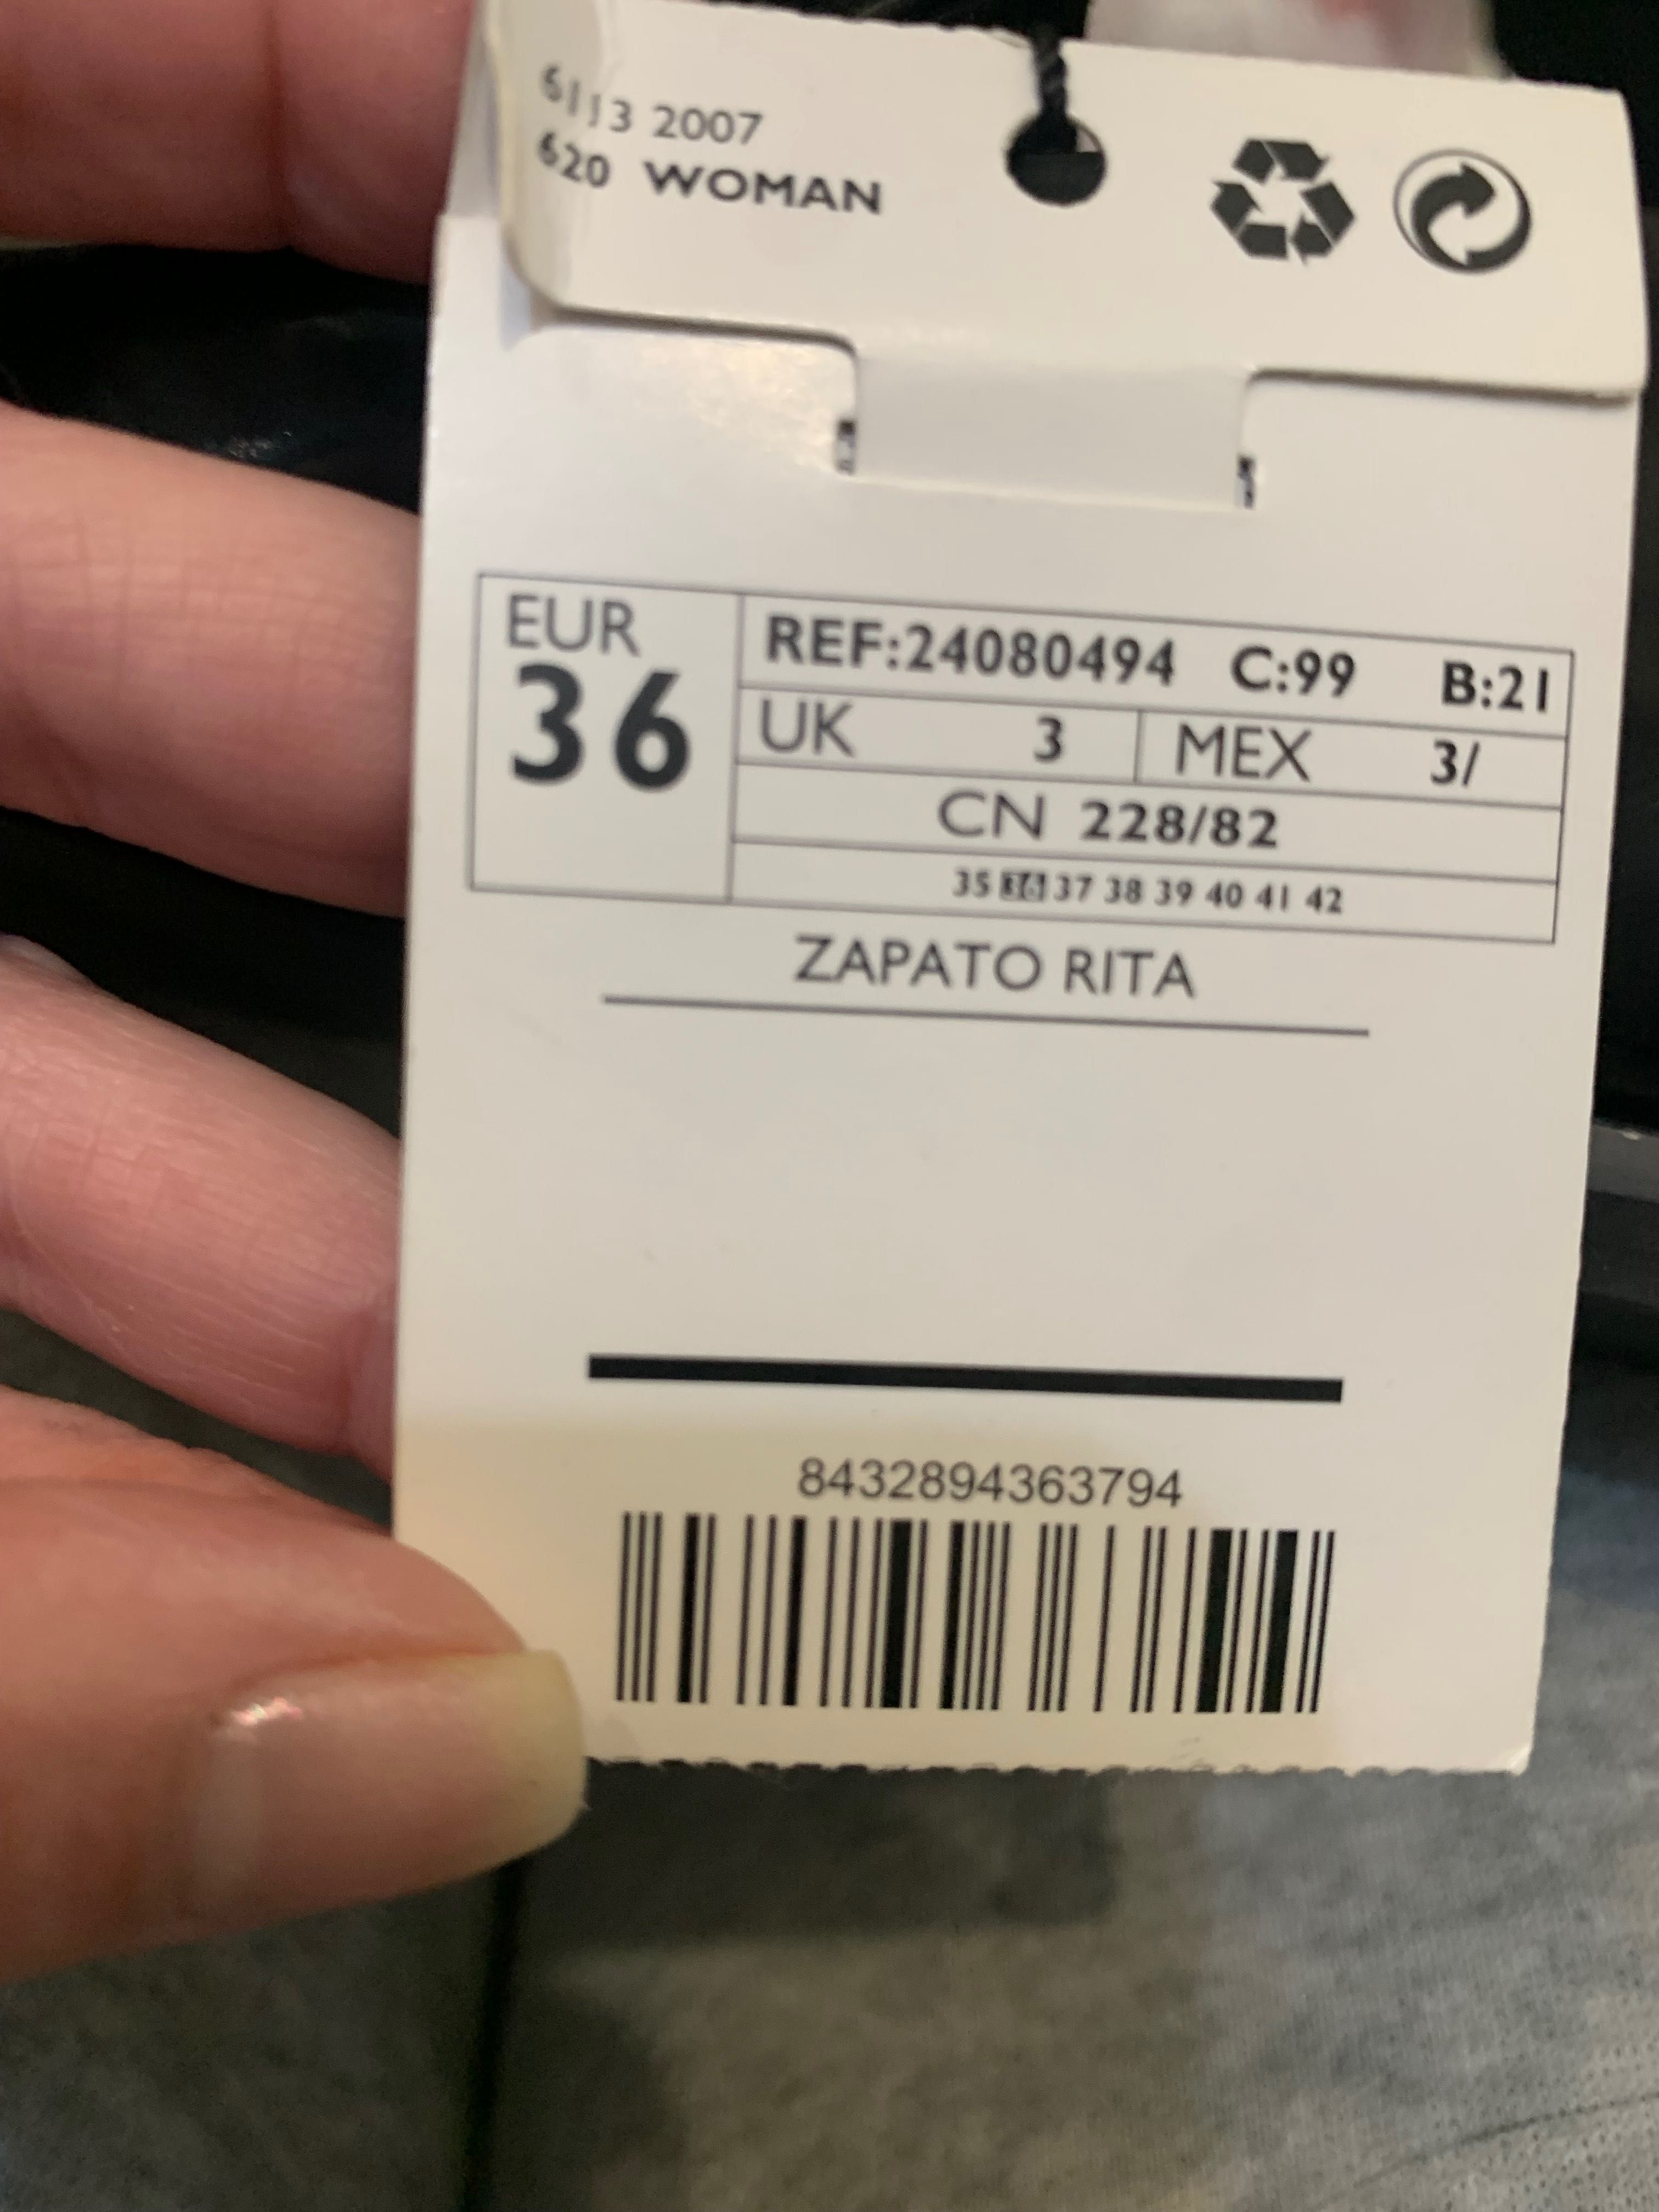 6113 2007
620 WOMAN
EUR
36
REF:24080494 C:99 B:21
UK 3 MEX 3/
CN 228/82
35 36 37 38 39 40 41 42
ZAPATO RITA
8432894363794